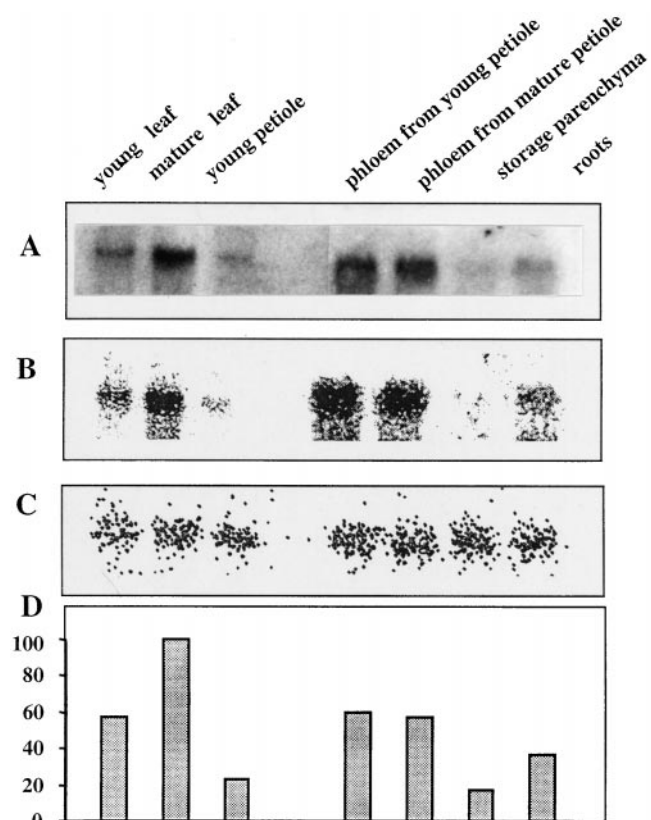 young leaf
mature leaf
young petiole
phloem from young petiole
phloem from mature petiole
storage parenchyma
roots
A
B
C
D
100
80
60
40
20
0